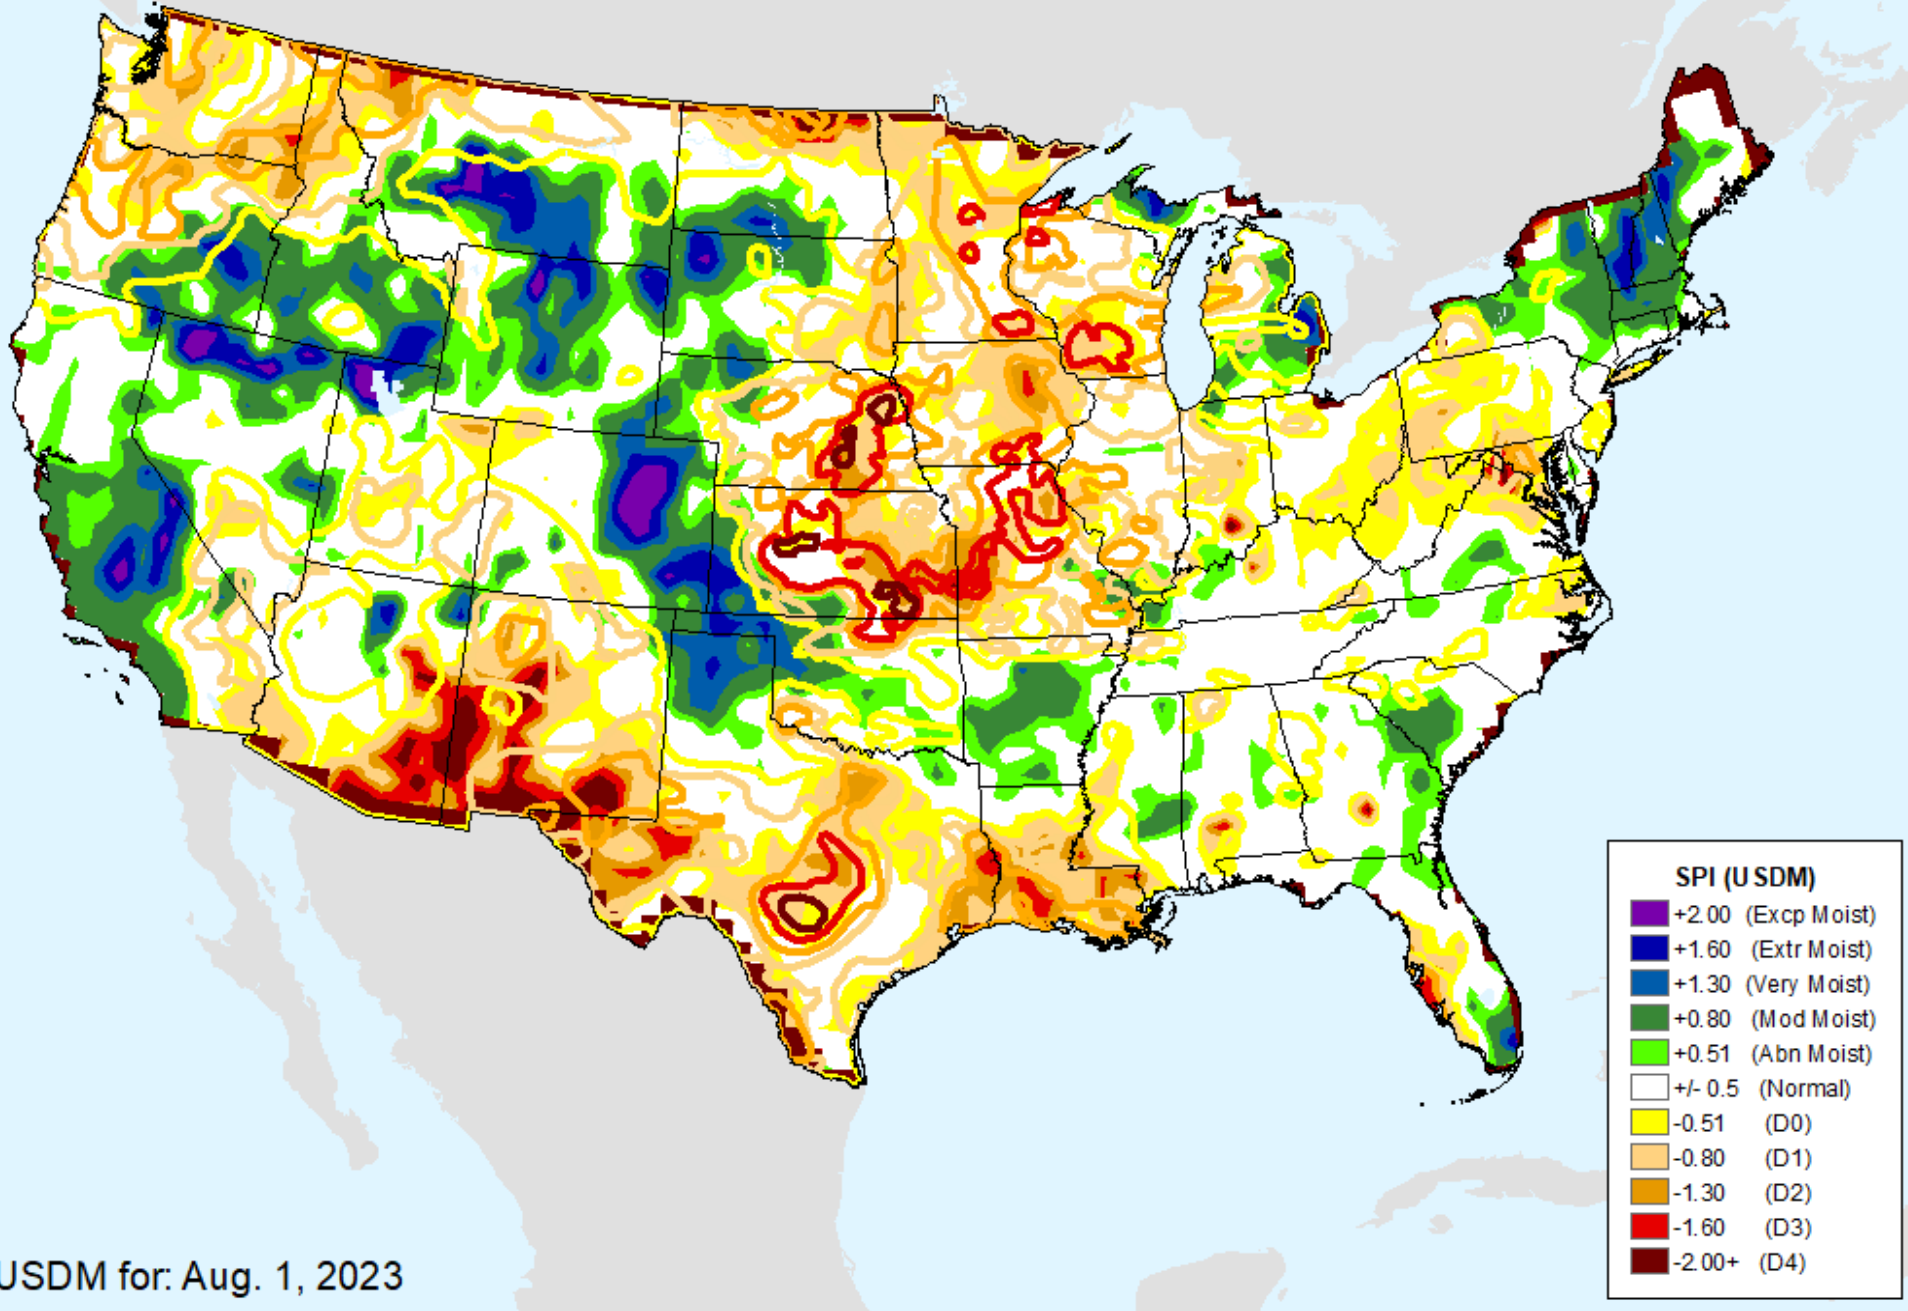 SPI (USDM)
+2.00 (Excp Moist)
+1.60 (Extr Moist)
+1.30 (Very Moist)
+0.80 (Mod Moist)
+0.51 (Abn Moist)
+/- 0.5 (Normal)
-0.51 (D0)
-0.80 (D1)
-1.30 (D2)
-1.60 (D3)
-2.00+ (D4)
USDM for: Aug. 1, 2023